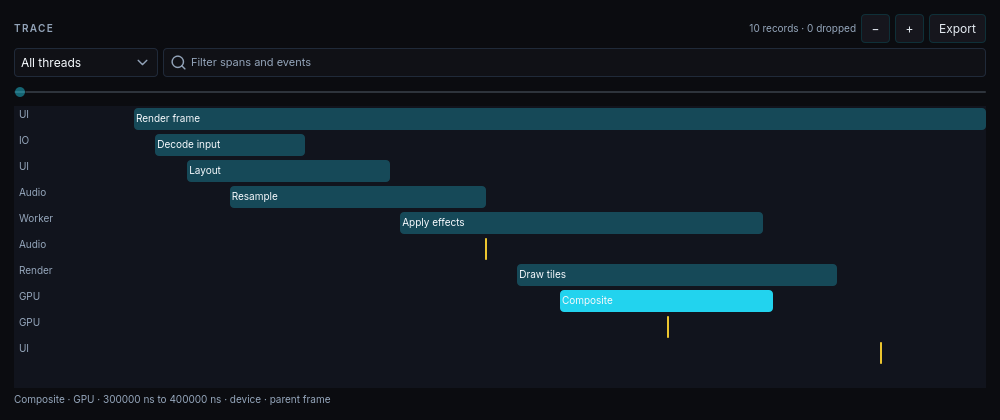 TRACE
10 records · 0 dropped
−
+
Export
All threads
Filter spans and events
UI
Render frame
IO
Decode input
UI
Layout
Audio
Resample
Worker
Apply effects
Audio
Render
Draw tiles
GPU
Composite
GPU
UI
Composite · GPU · 300000 ns to 400000 ns · device · parent frame